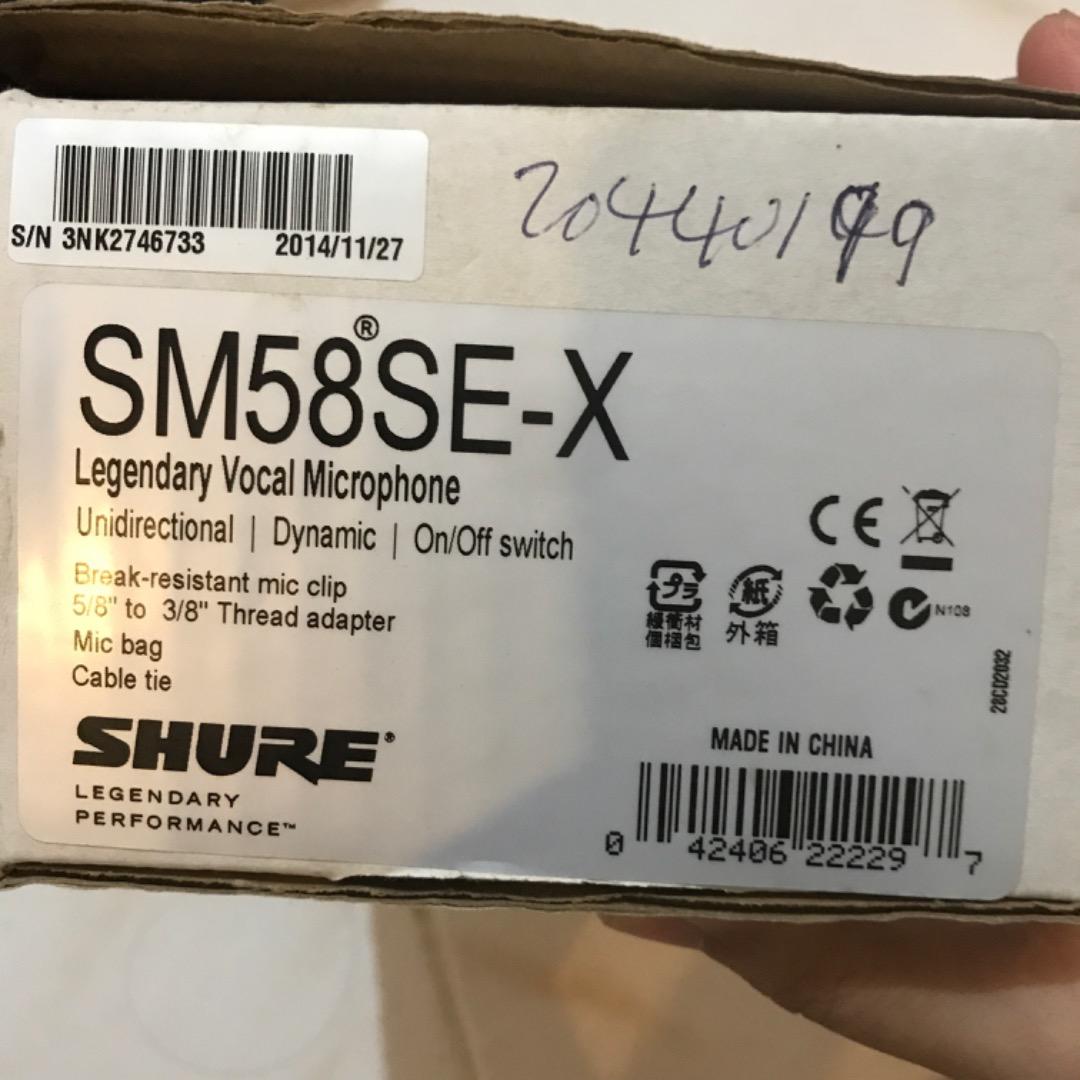 S/N 3NK2746733 2014/11/27
SM58®SE-X
Legendary Vocal Microphone
Unidirectional | Dynamic | On/Off switch
Break-resistant mic clip
5/8" to 3/8" Thread adapter
Mic bag
Cable tie
SHURE®
LEGENDARY
PERFORMANCE™
CE
プラ
緩衝材
個梱包
紙
外箱
N108
28CD2032
MADE IN CHINA
0 42406 22229 7